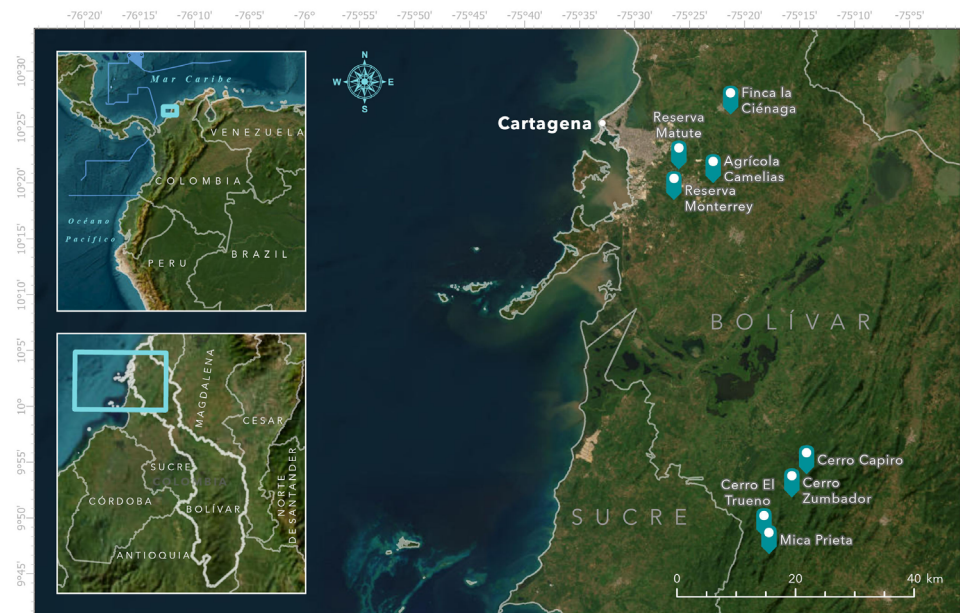 -76°20' -76°15' -76°10' -76°5' -76° -75°55' -75°50' -75°45' -75°40' -75°35' -75°30' -75°25' -75°20' -75°15' -75°10' -75°5'
10°30'
10°25'
10°20'
10°15'
10°10'
10°5'
10°
9°55'
9°50'
9°45'
Mar Caribe
VENEZUELA
COLOMBIA
Océano
Pacífico
PERU
BRAZIL
MAGDALENA
CESAR
SUCRE
COLOMBIA
NORTE
DE SANTANDER
CÓRDOBA
BOLÍVAR
ANTIOQUIA
N
W
E
S
Cartagena
Finca la
Ciénaga
Reserva
Matute
Agrícola
Camelias
Reserva
Monterrey
BOLÍVAR
Cerro Capiro
Cerro
Zumbador
Cerro El
Trueno
SUCRE
Mica Prieta
0 20 40 km